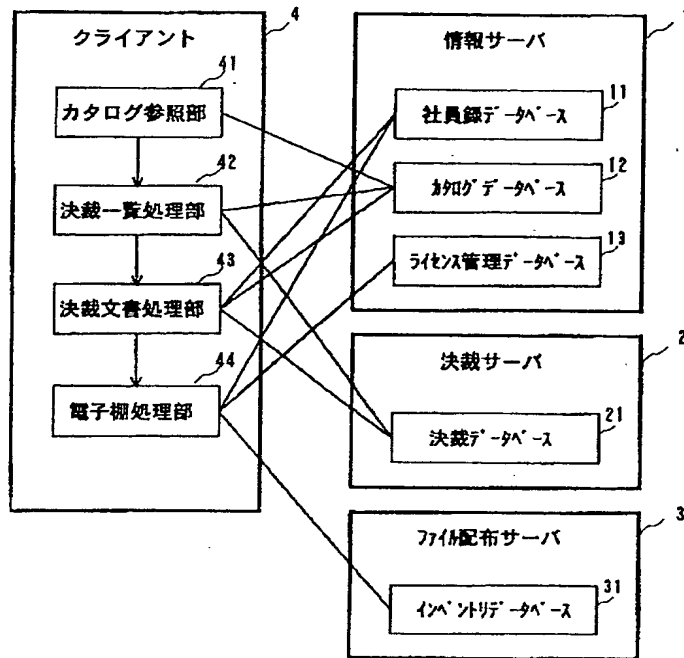 クライアント
4
41
カタログ参照部
42
決裁一覧処理部
43
決裁文書処理部
44
電子棚処理部
情報サーバ
11
社員録データベース
12
カタログデータベース
13
ライセンス管理データベース
決裁サーバ
2
21
決裁データベース
ファイル配布サーバ
3
31
インベントリデータベース